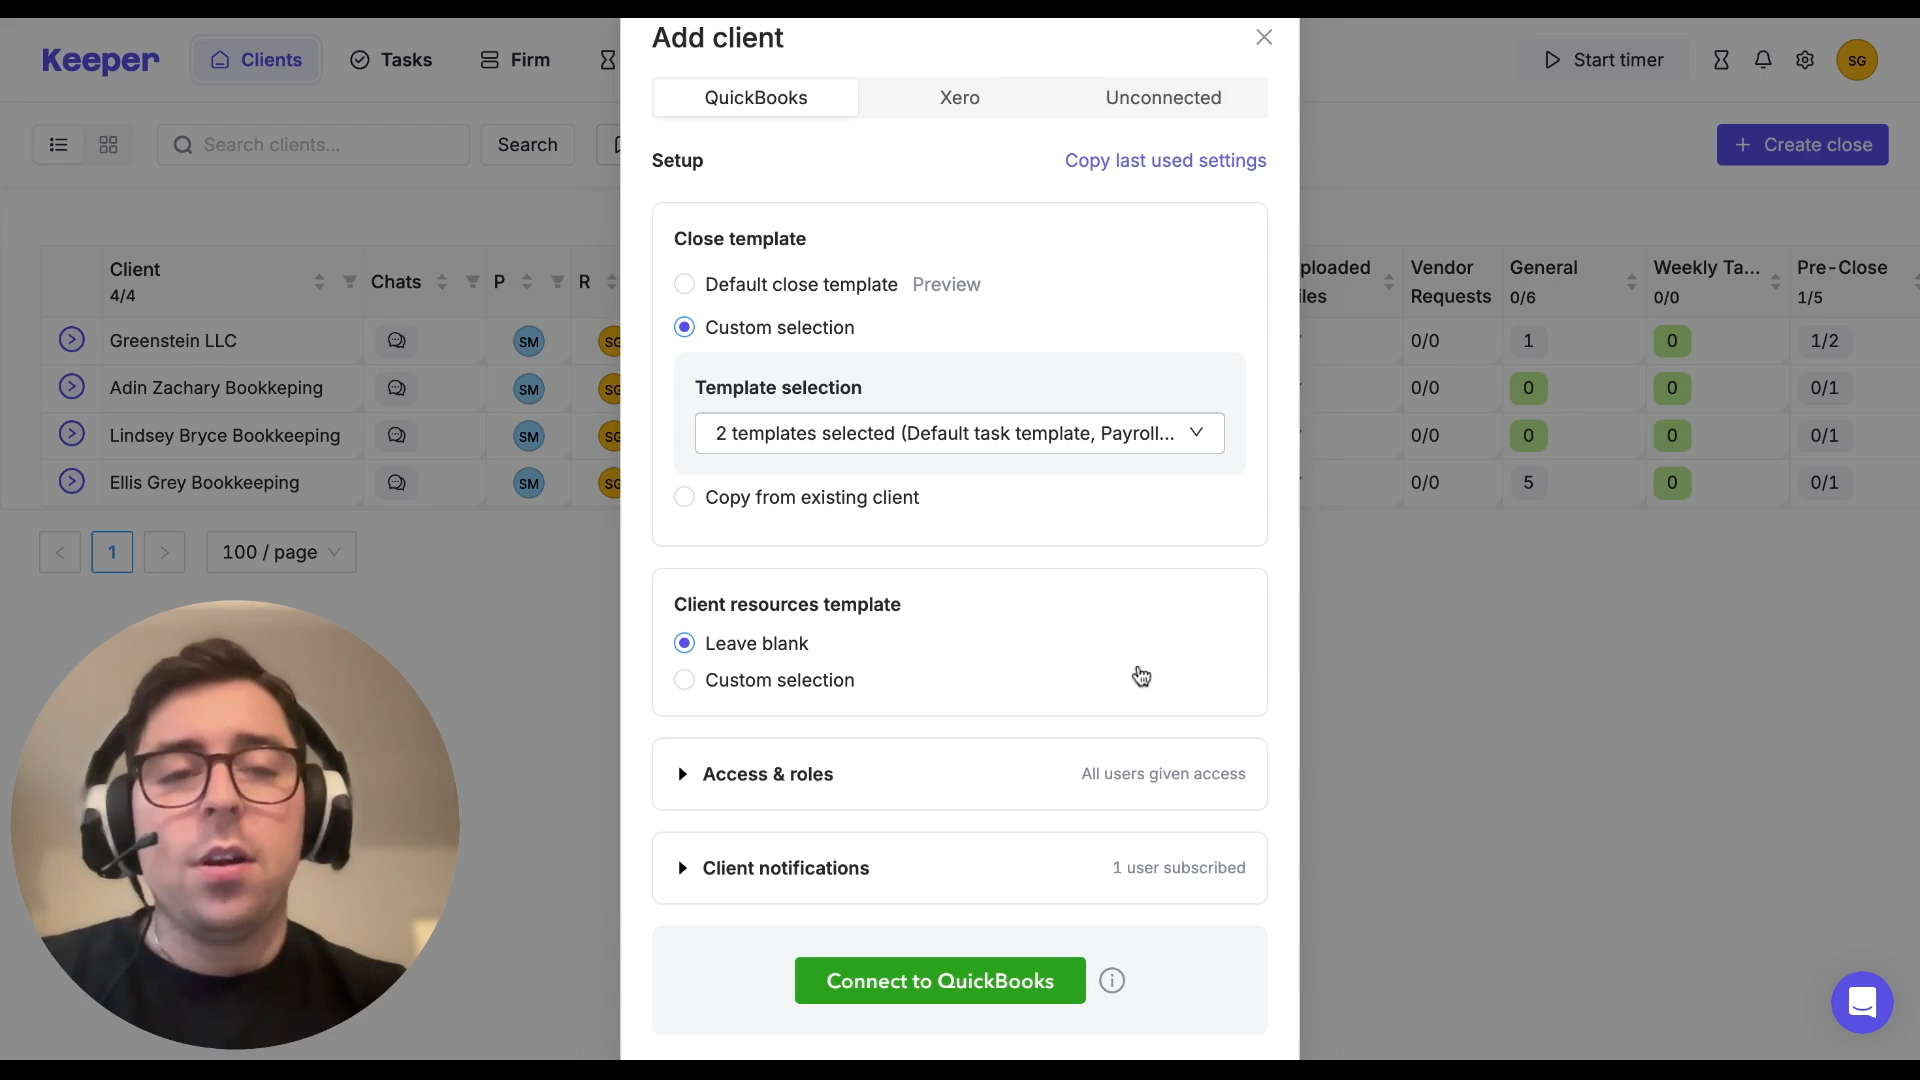 Keeper
Clients
Tasks
Firm
Start timer
SG
Search clients...
Search
+ Create close
Add client
QuickBooks
Xero
Unconnected
Setup
Copy last used settings
Close template
Default close template Preview
Custom selection
Template selection
2 templates selected (Default task template, Payroll...
Copy from existing client
Client resources template
Leave blank
Custom selection
Access & roles
All users given access
Client notifications
1 user subscribed
Connect to QuickBooks
Client
4/4
Chats
P
R
ploaded
iles
Vendor
Requests
General
0/6
Weekly Ta...
0/0
Pre-Close
1/5
Greenstein LLC SM SG 0/0 1 0 1/2
Adin Zachary Bookkeping SM SG 0/0 0 0 0/1
Lindsey Bryce Bookkeeping SM SG 0/0 0 0 0/1
Ellis Grey Bookkeeping SM SG 0/0 5 0 0/1
< 1 > 100 / page